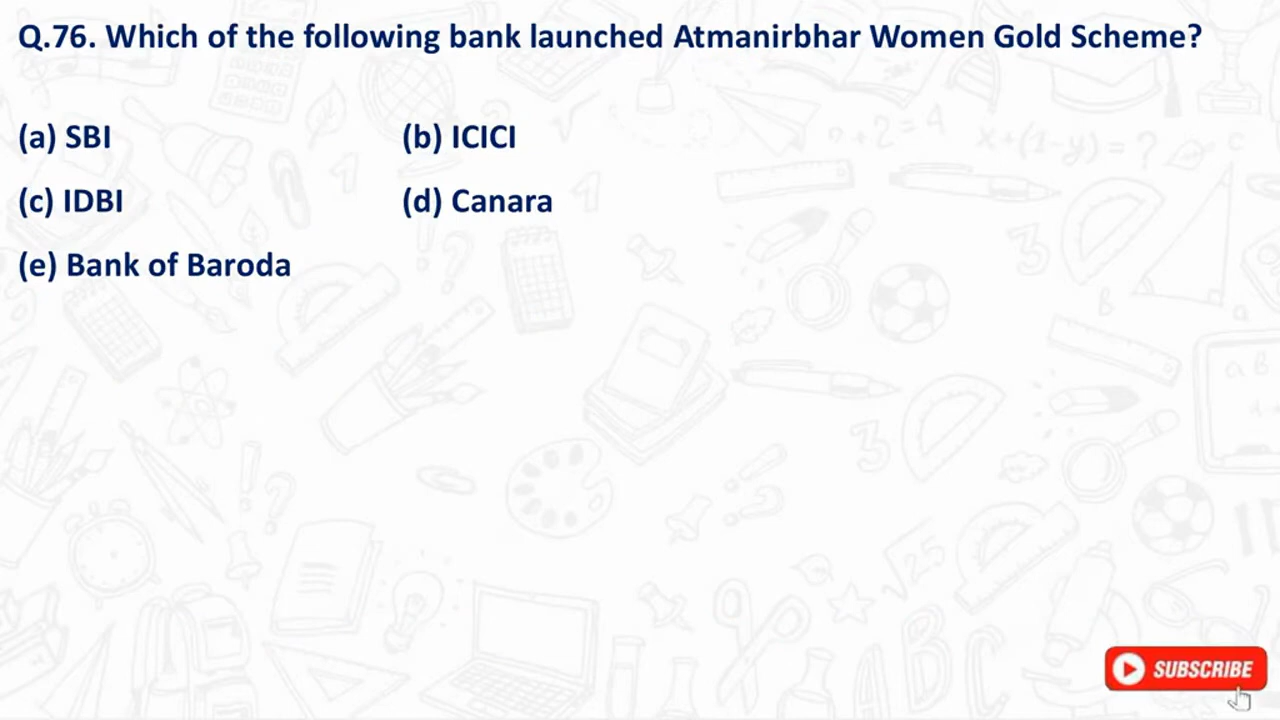 Q.76. Which of the following bank launched Atmanirbhar Women Gold Scheme?
(a) SBI (b) ICICI
(c) IDBI (d) Canara
(e) Bank of Baroda
SUBSCRIBE